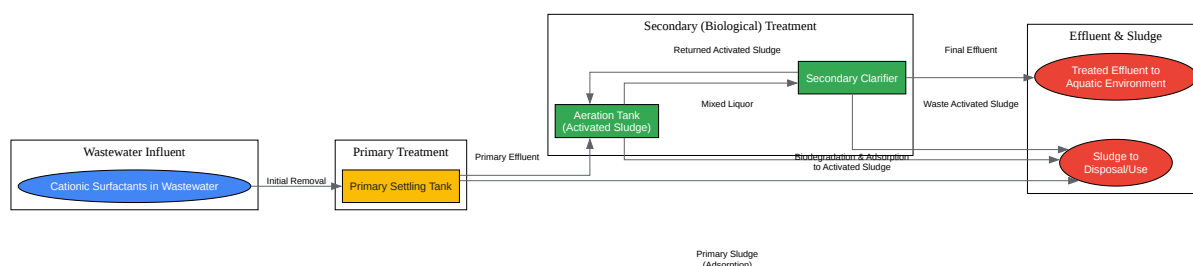 Secondary (Biological) Treatment
Effluent & Sludge
Returned Activated Sludge
Final Effluent
Secondary Clarifier
Treated Effluent to
Aquatic Environment
Mixed Liquor
Waste Activated Sludge
Aeration Tank
(Activated Sludge)
Wastewater Influent
Primary Treatment
Primary Effluent
Biodegradation & Adsorption
to Activated Sludge
Sludge to
Disposal/Use
Cationic Surfactants in Wastewater
Initial Removal
Primary Settling Tank
Primary Sludge
(Adsorption)